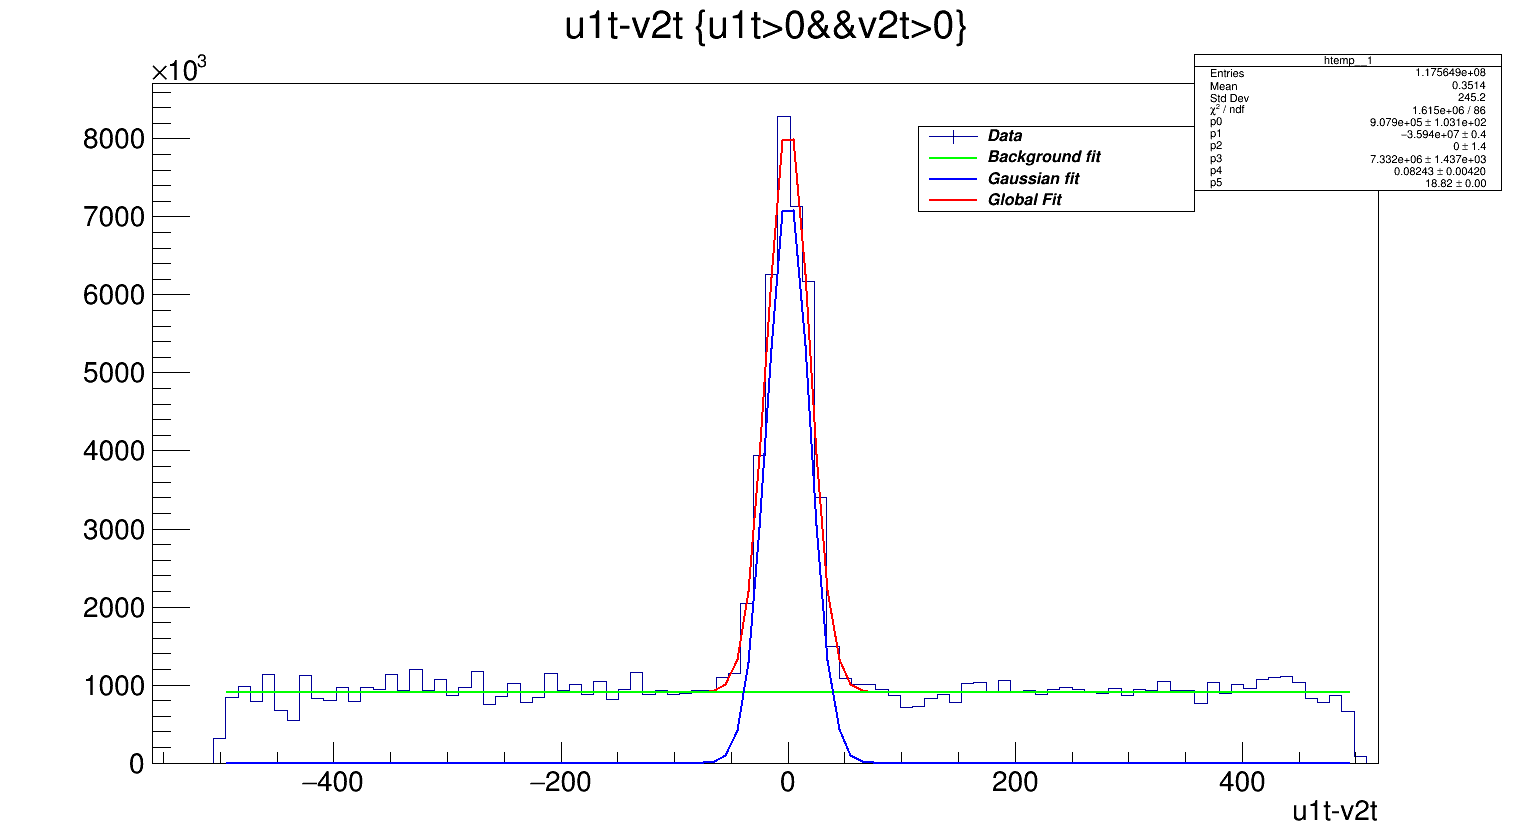 u1t-v2t {u1t>0&&v2t>0}
×10³
htemp__1
Entries 1.175649e+08
Mean 0.3514
Std Dev 245.2
χ² / ndf 1.615e+06 / 86
p0 9.079e+05 ± 1.031e+02
p1 −3.594e+07 ± 0.4
p2 0 ± 1.4
p3 7.332e+06 ± 1.437e+03
p4 0.08243 ± 0.00420
p5 18.82 ± 0.00
Data
Background fit
Gaussian fit
Global Fit
8000
7000
6000
5000
4000
3000
2000
1000
0
−400 −200 0 200 400
u1t-v2t